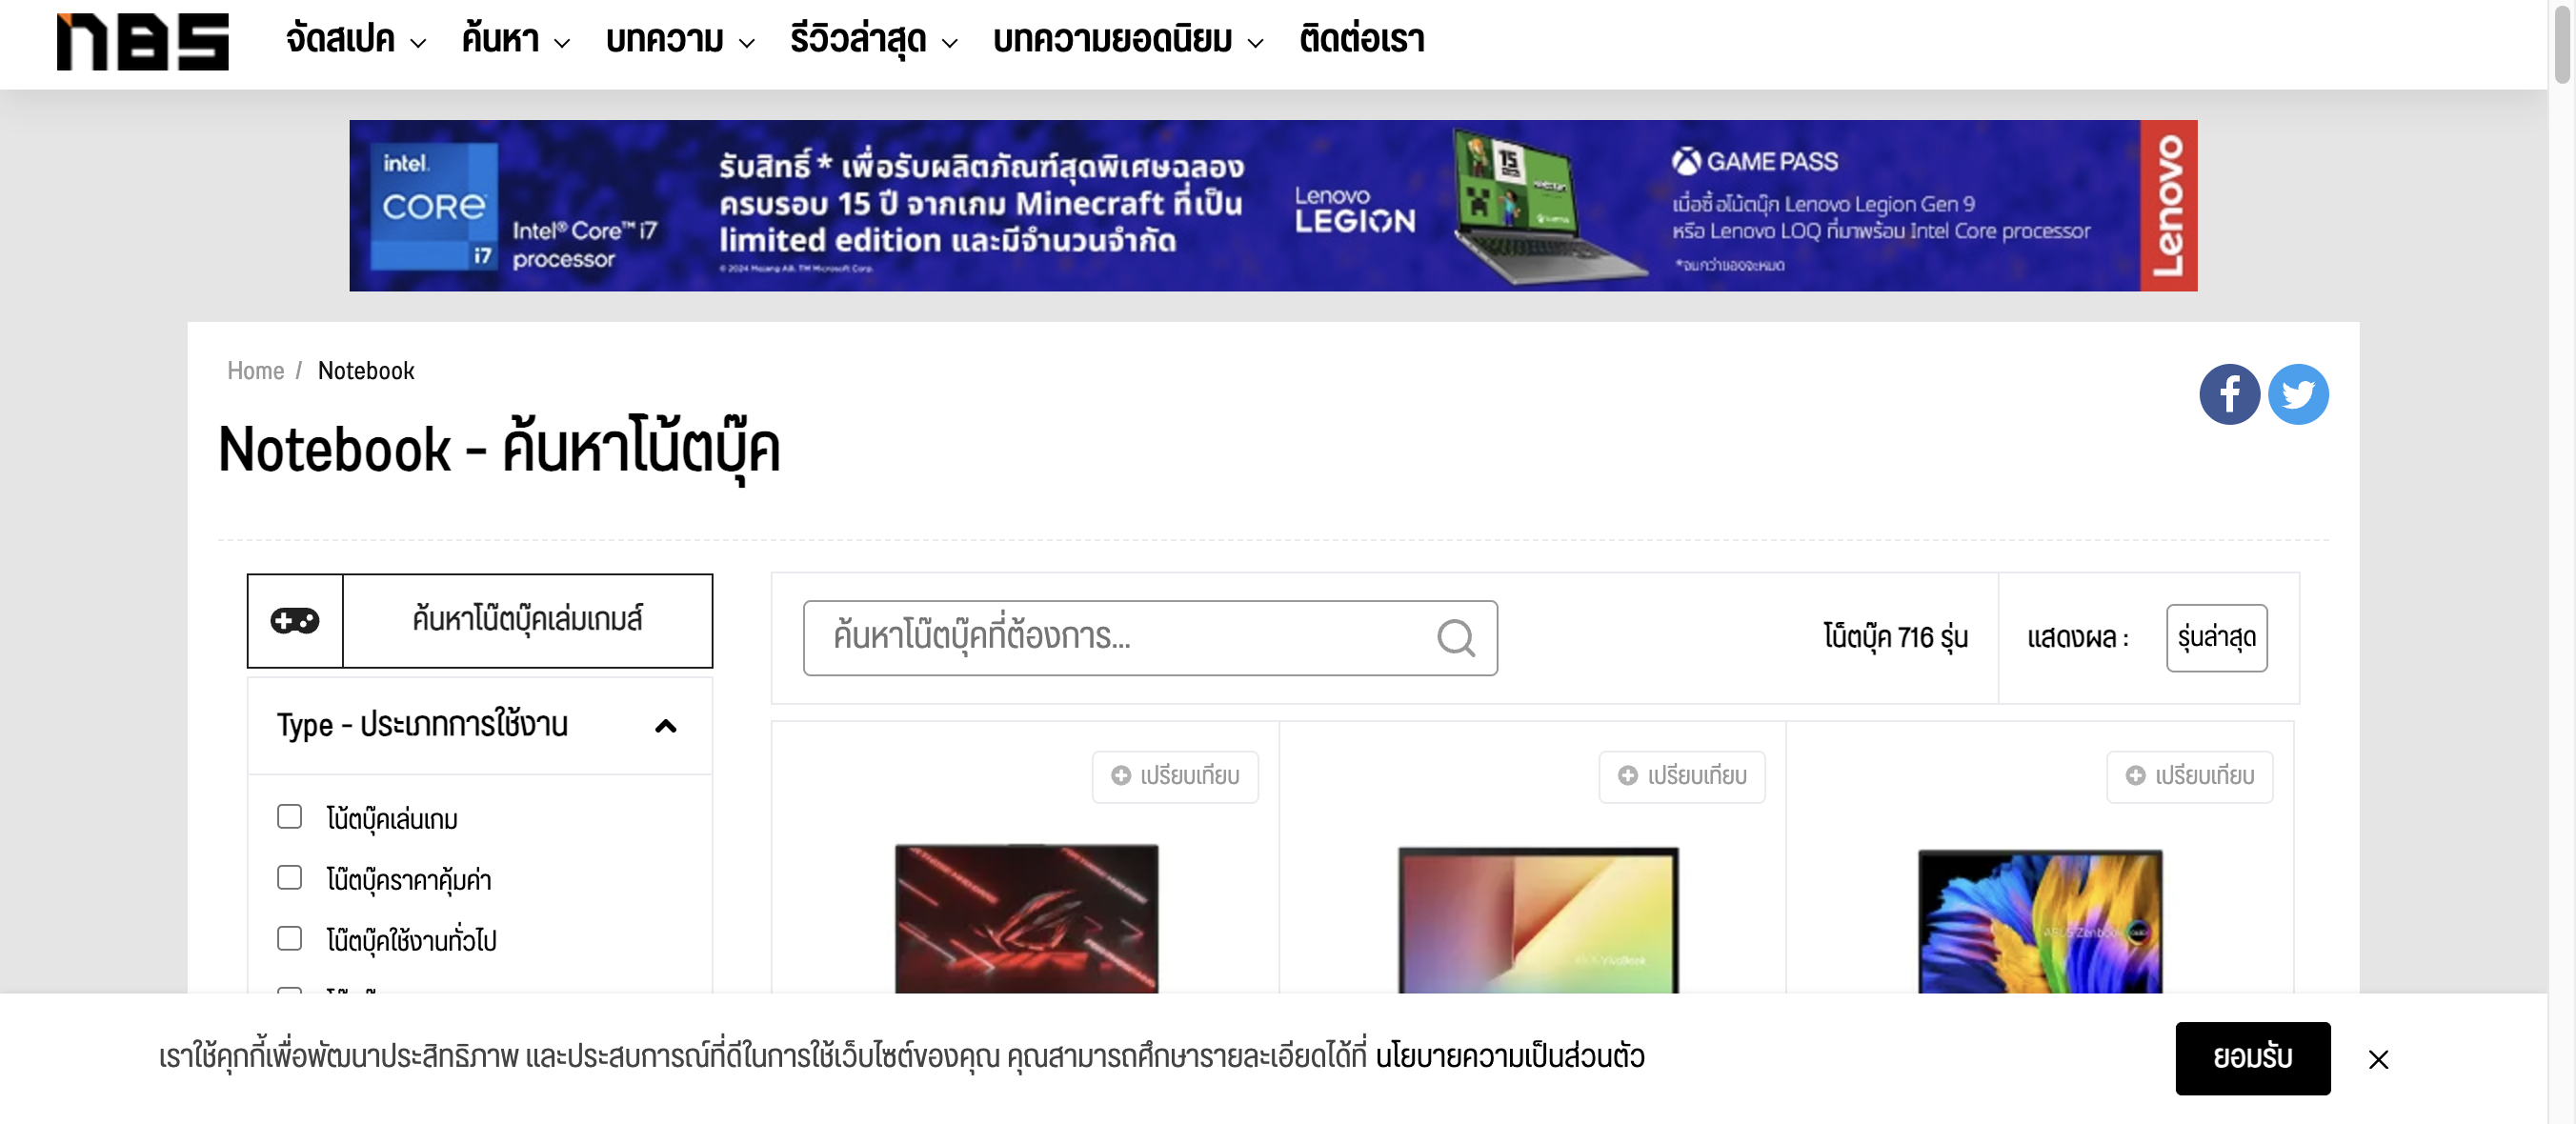 NBS
จัดสเปค
ค้นหา
บทความ
รีวิวล่าสุด
บทความยอดนิยม
ติดต่อเรา
intel.
CORE
i7
Intel® Core™ i7
processor
รับสิทธิ์ * เพื่อรับผลิตภัณฑ์สุดพิเศษฉลอง
ครบรอบ 15 ปี จากเกม Minecraft ที่เป็น
limited edition และมีจำนวนจำกัด
© 2024 Mojang AB. TM Microsoft Corp.
Lenovo
LEGION
15
GAME PASS
เมื่อซื้อโน้ตบุ๊ก Lenovo Legion Gen 9
หรือ Lenovo LOQ ที่มาพร้อม Intel Core processor
*จนกว่าของจะหมด
Lenovo
Home / Notebook
Notebook - ค้นหาโน้ตบุ๊ค
ค้นหาโน๊ตบุ๊คเล่มเกมส์
ค้นหาโน๊ตบุ๊คที่ต้องการ...
โน็ตบุ๊ค 716 รุ่น
แสดงผล :
รุ่นล่าสุด
Type - ประเภทการใช้งาน
โน้ตบุ๊คเล่นเกม
โน๊ตบุ๊คราคาคุ้มค่า
โน๊ตบุ๊คใช้งานทั่วไป
เปรียบเทียบ
เปรียบเทียบ
เปรียบเทียบ
เราใช้คุกกี้เพื่อพัฒนาประสิทธิภาพ และประสบการณ์ที่ดีในการใช้เว็บไซต์ของคุณ คุณสามารถศึกษารายละเอียดได้ที่ นโยบายความเป็นส่วนตัว
ยอมรับ